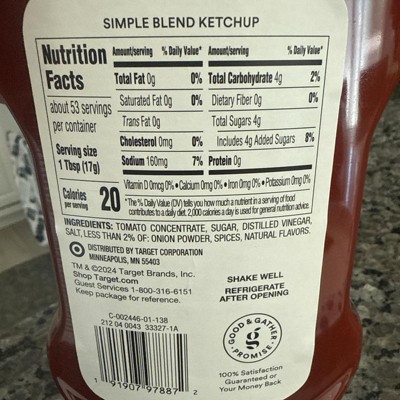 SIMPLE BLEND KETCHUP
Nutrition
Facts
about 53 servings
per container
Serving size
1 Tbsp (17g)
Calories
per serving
20
Amount/serving % Daily Value*
Total Fat 0g 0%
Saturated Fat 0g 0%
Trans Fat 0g
Cholesterol 0mg 0%
Sodium 160mg 7%
Amount/serving % Daily Value*
Total Carbohydrate 4g 2%
Dietary Fiber 0g 0%
Total Sugars 4g
Includes 4g Added Sugars 8%
Protein 0g
Vitamin D 0mcg 0% • Calcium 0mg 0% • Iron 0mg 0% • Potassium 0mg 0%
*The % Daily Value (DV) tells you how much a nutrient in a serving of food
contributes to a daily diet. 2,000 calories a day is used for general nutrition advice.
INGREDIENTS: TOMATO CONCENTRATE, SUGAR, DISTILLED VINEGAR,
SALT, LESS THAN 2% OF: ONION POWDER, SPICES, NATURAL FLAVORS.
DISTRIBUTED BY TARGET CORPORATION
MINNEAPOLIS, MN 55403
TM & ©2024 Target Brands, Inc.
Shop Target.com
Guest Services 1-800-316-6151
Keep package for reference.
SHAKE WELL
REFRIGERATE
AFTER OPENING
C-002446-01-138
212 04 0043 33327-1A
1 91907 97887 2
GOOD & GATHER
g
PROMISE
100% Satisfaction
Guaranteed or
Your Money Back